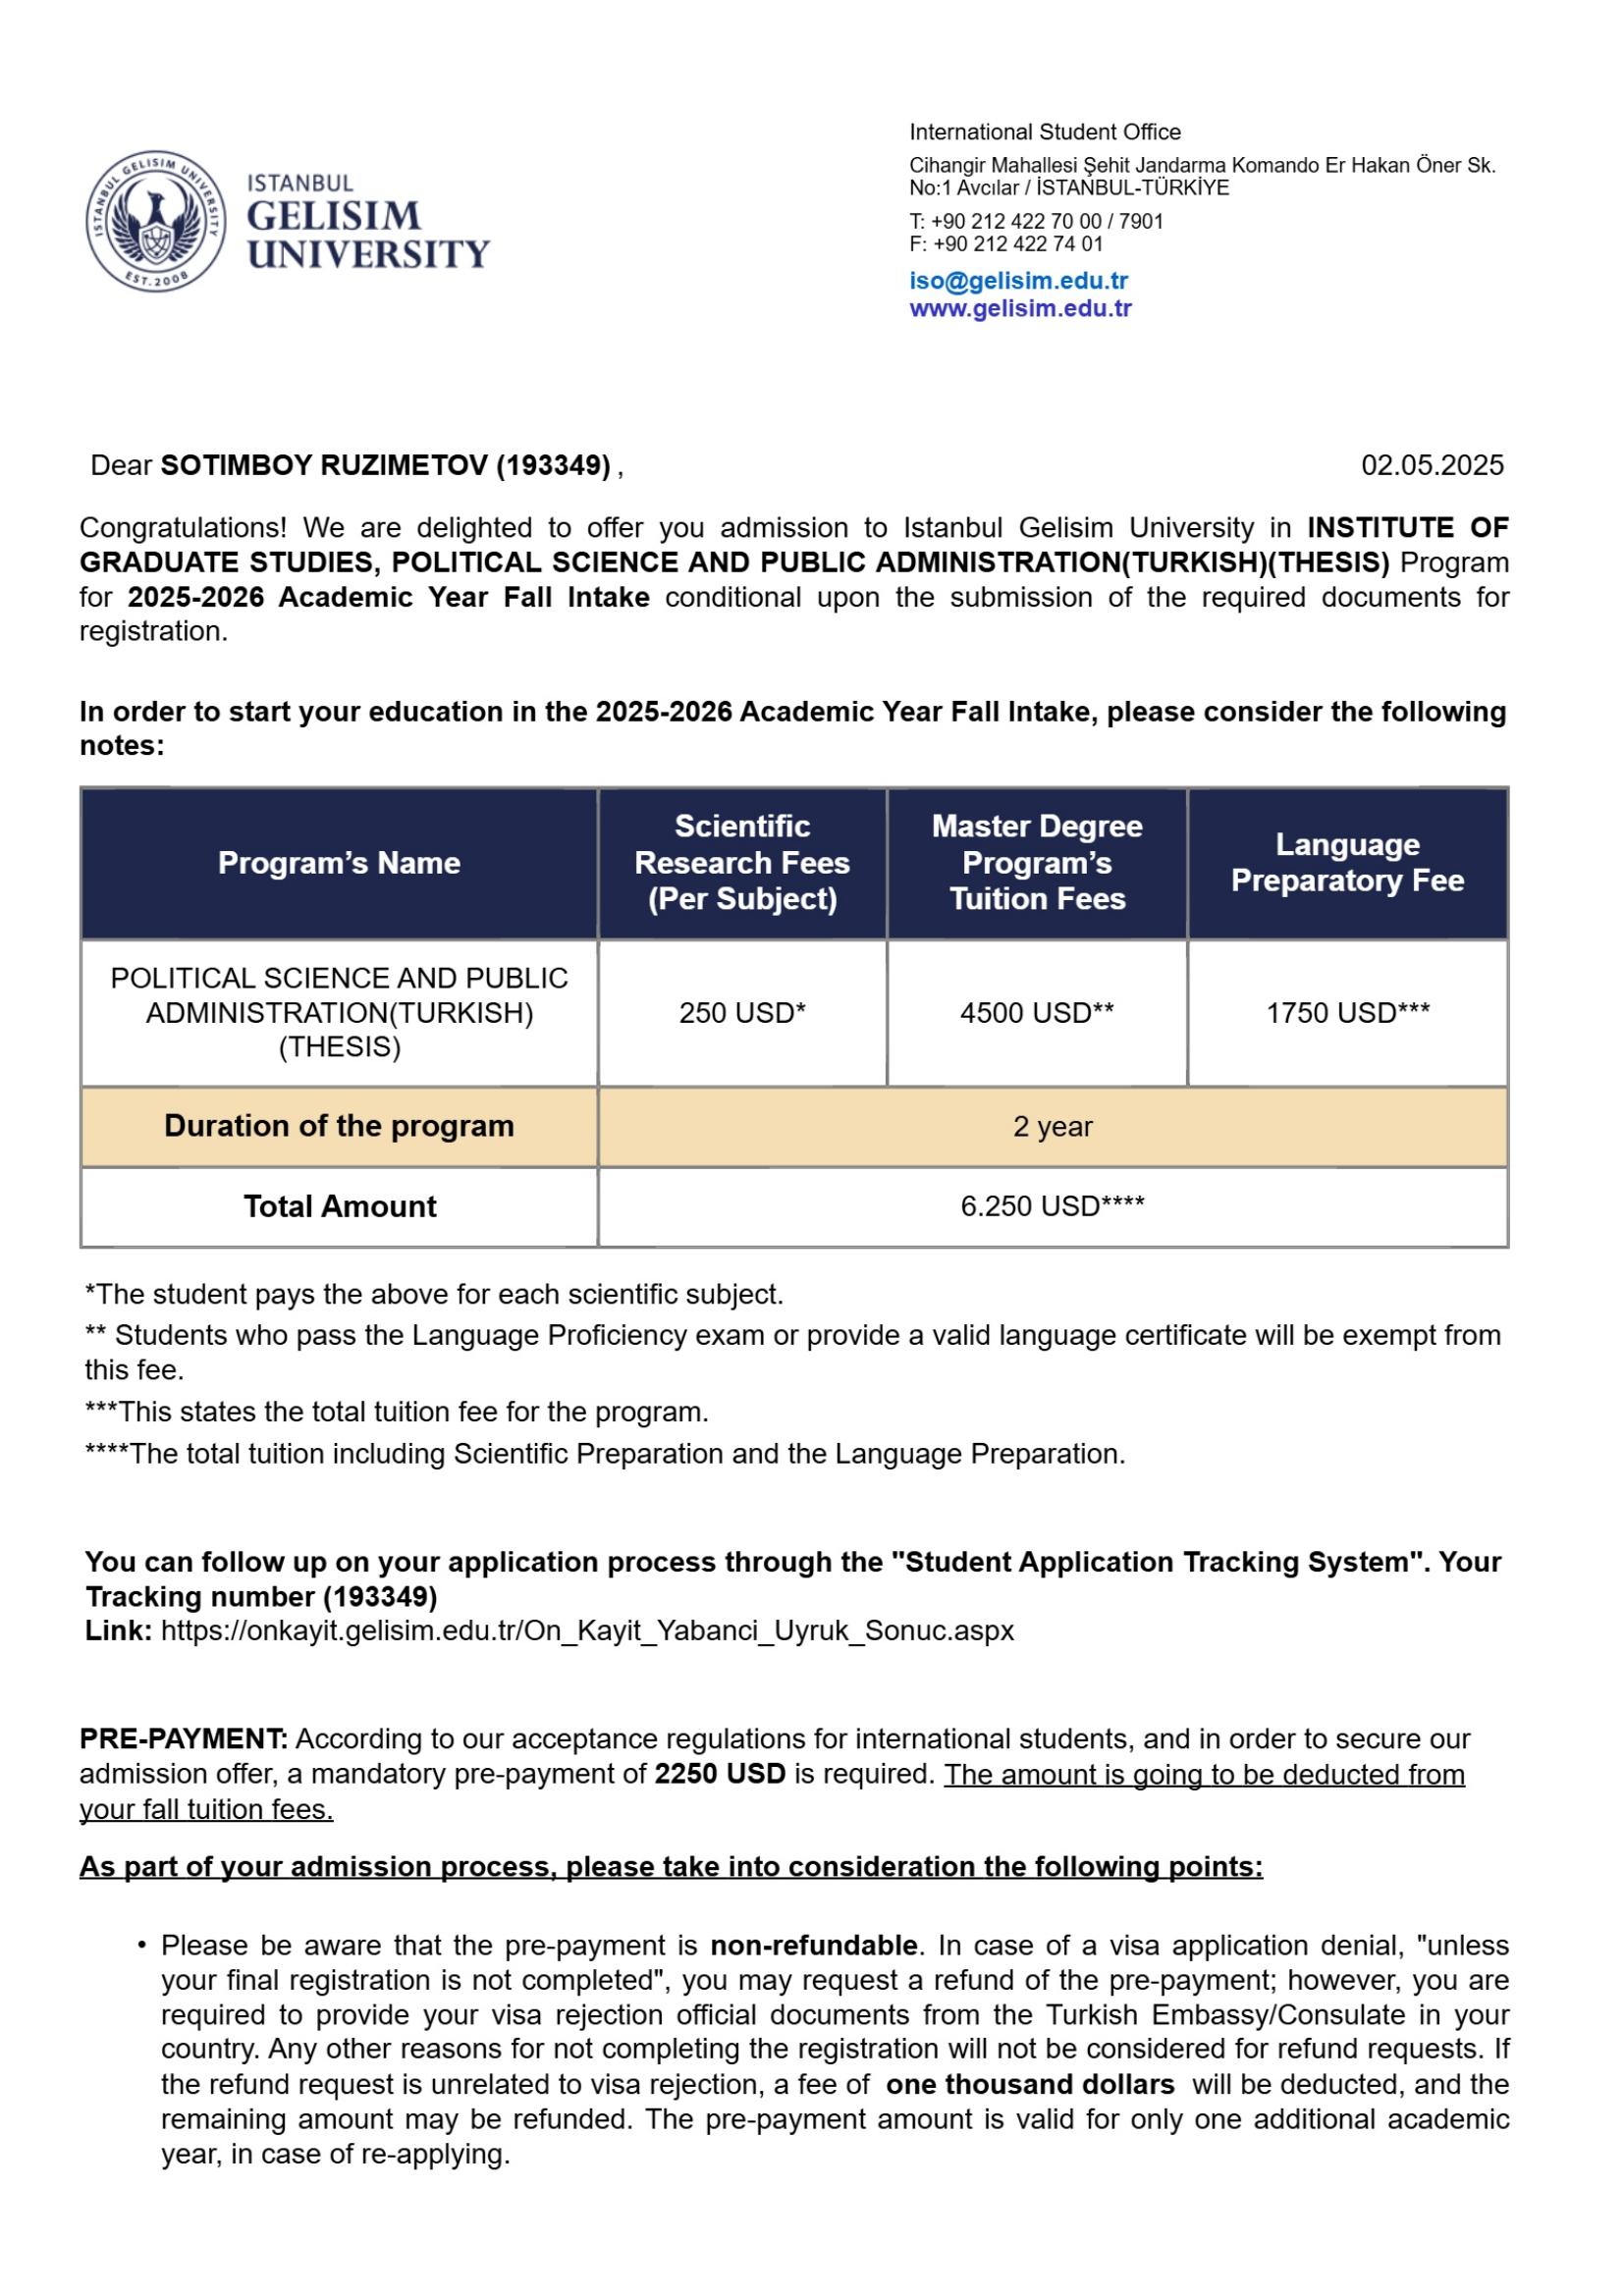 ISTANBUL GELISIM UNIVERSITY
EST.2008
ISTANBUL
GELISIM
UNIVERSITY
International Student Office
Cihangir Mahallesi Şehit Jandarma Komando Er Hakan Öner Sk.
No:1 Avcılar / İSTANBUL-TÜRKİYE
T: +90 212 422 70 00 / 7901
F: +90 212 422 74 01
iso@gelisim.edu.tr
www.gelisim.edu.tr
Dear SOTIMBOY RUZIMETOV (193349) ,
02.05.2025
Congratulations! We are delighted to offer you admission to Istanbul Gelisim University in INSTITUTE OF
GRADUATE STUDIES, POLITICAL SCIENCE AND PUBLIC ADMINISTRATION(TURKISH)(THESIS) Program
for 2025-2026 Academic Year Fall Intake conditional upon the submission of the required documents for
registration.
In order to start your education in the 2025-2026 Academic Year Fall Intake, please consider the following
notes:
Program’s Name
Scientific
Research Fees
(Per Subject)
Master Degree
Program’s
Tuition Fees
Language
Preparatory Fee
POLITICAL SCIENCE AND PUBLIC
ADMINISTRATION(TURKISH)
(THESIS)
250 USD*
4500 USD**
1750 USD***
Duration of the program
2 year
Total Amount
6.250 USD****
*The student pays the above for each scientific subject.
** Students who pass the Language Proficiency exam or provide a valid language certificate will be exempt from
this fee.
***This states the total tuition fee for the program.
****The total tuition including Scientific Preparation and the Language Preparation.
You can follow up on your application process through the "Student Application Tracking System". Your
Tracking number (193349)
Link: https://onkayit.gelisim.edu.tr/On_Kayit_Yabanci_Uyruk_Sonuc.aspx
PRE-PAYMENT: According to our acceptance regulations for international students, and in order to secure our
admission offer, a mandatory pre-payment of 2250 USD is required. The amount is going to be deducted from
your fall tuition fees.
As part of your admission process, please take into consideration the following points:
• Please be aware that the pre-payment is non-refundable. In case of a visa application denial, "unless
your final registration is not completed", you may request a refund of the pre-payment; however, you are
required to provide your visa rejection official documents from the Turkish Embassy/Consulate in your
country. Any other reasons for not completing the registration will not be considered for refund requests. If
the refund request is unrelated to visa rejection, a fee of one thousand dollars will be deducted, and the
remaining amount may be refunded. The pre-payment amount is valid for only one additional academic
year, in case of re-applying.